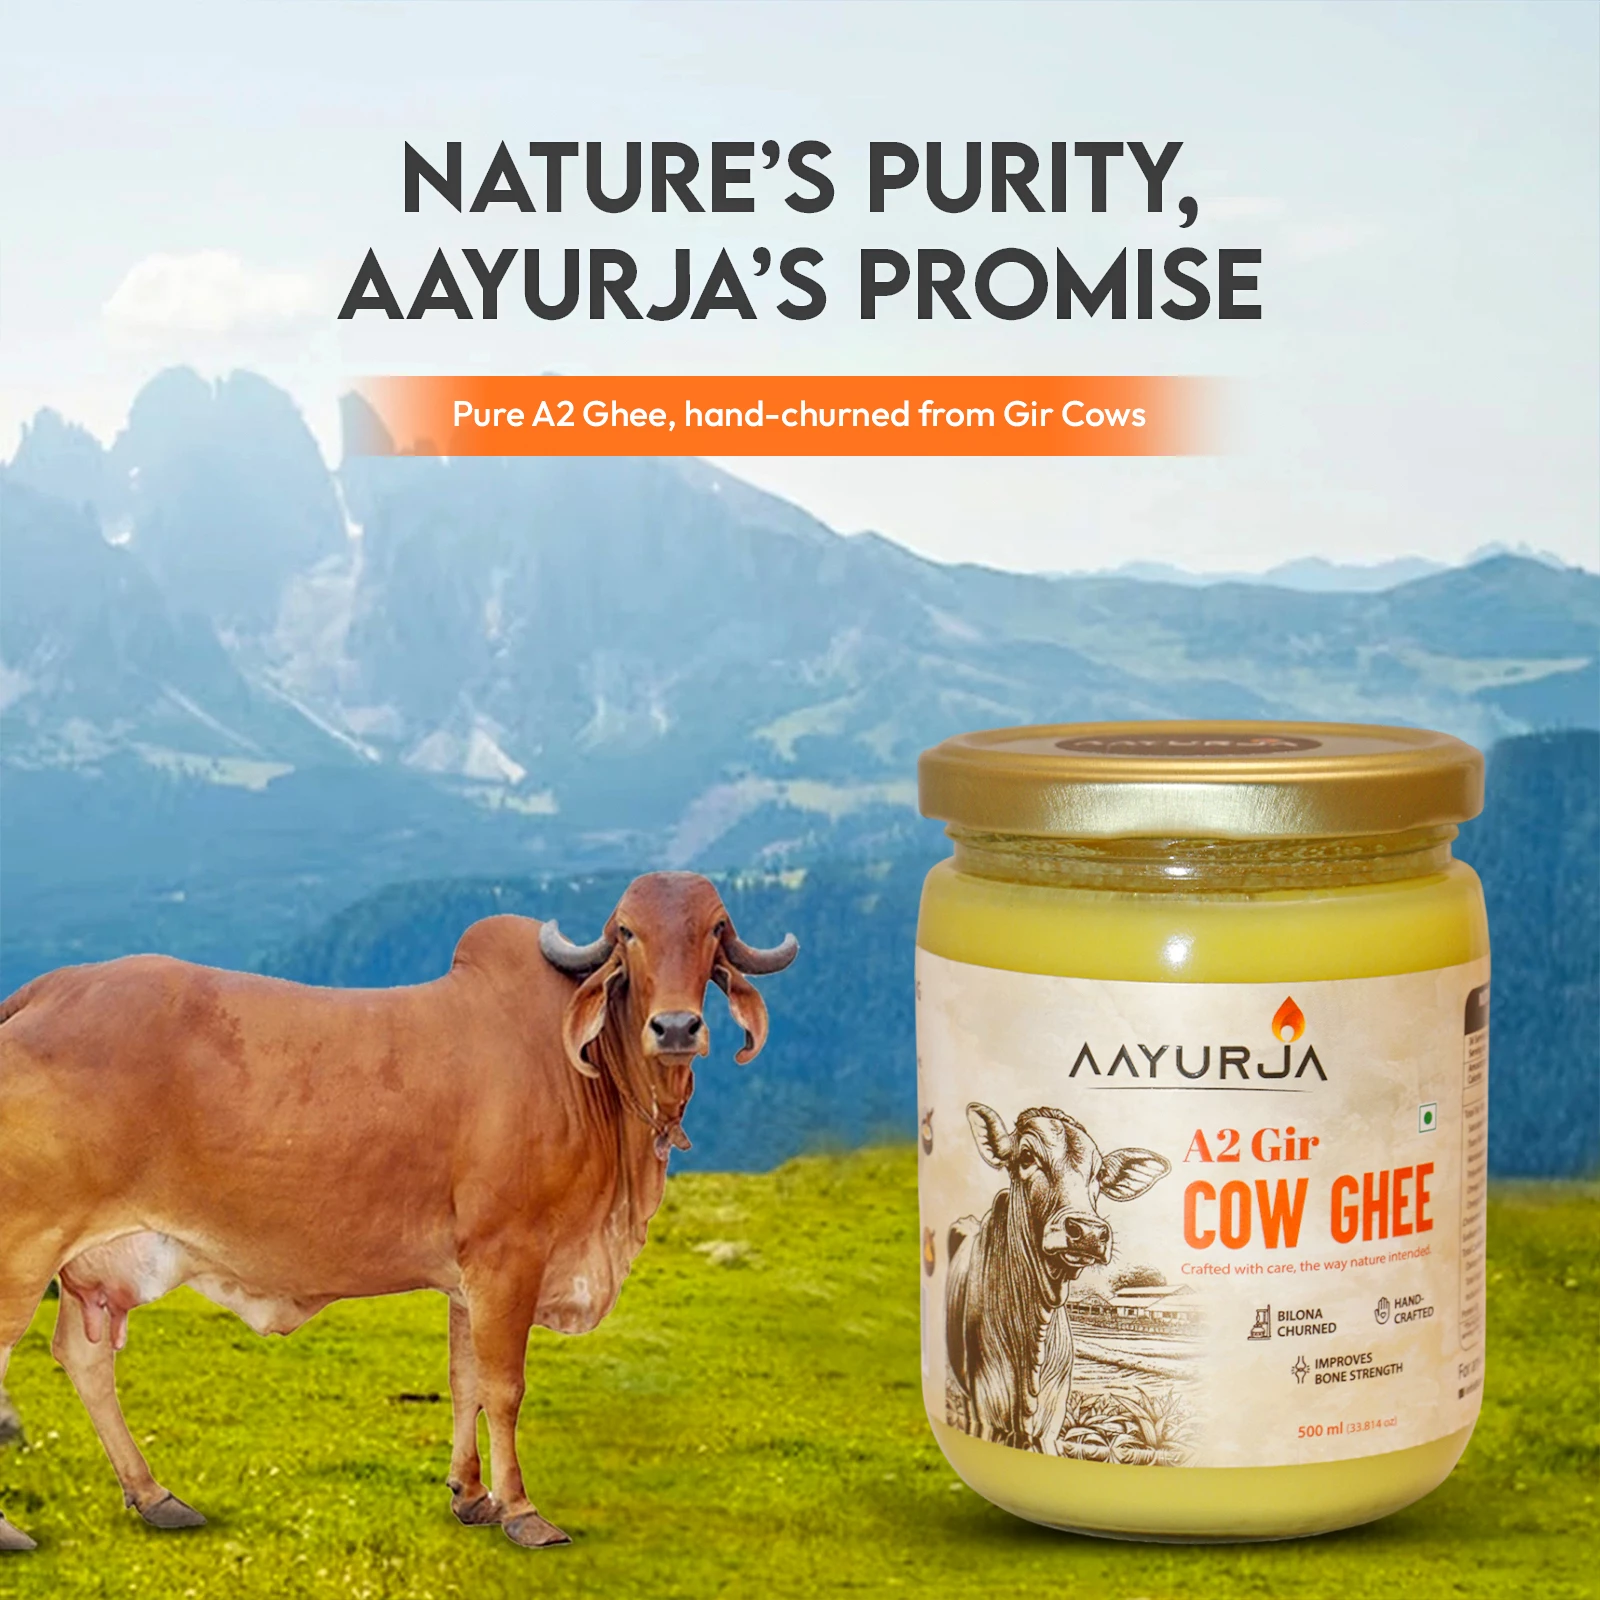 NATURE'S PURITY,
AAYURJA'S PROMISE
Pure A2 Ghee, hand-churned from Gir Cows
AAYURJA
AAYURJA
A2 Gir
COW GHEE
Crafted with care, the way nature intended.
BILONA
CHURNED
HAND-
CRAFTED
IMPROVES
BONE STRENGTH
500 ml (33.814 oz)